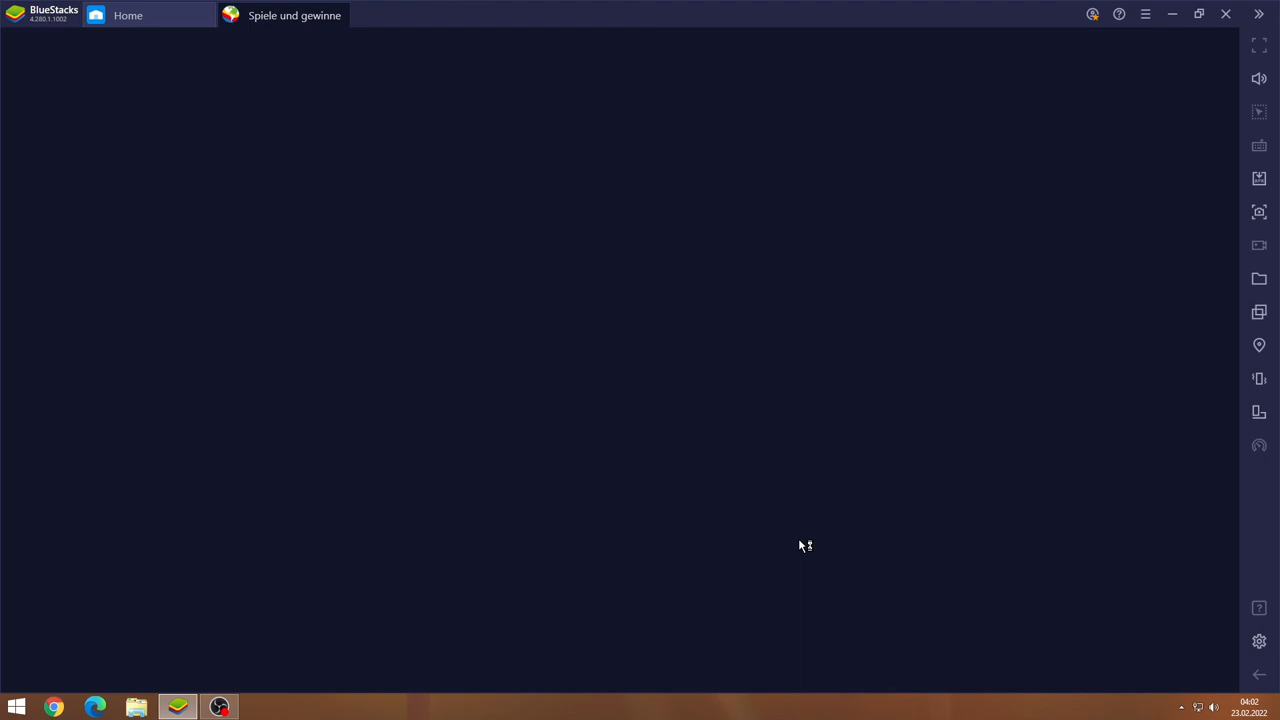 BlueStacks
4.280.1.1002
Home
Spiele und gewinne
04:02
23.02.2022